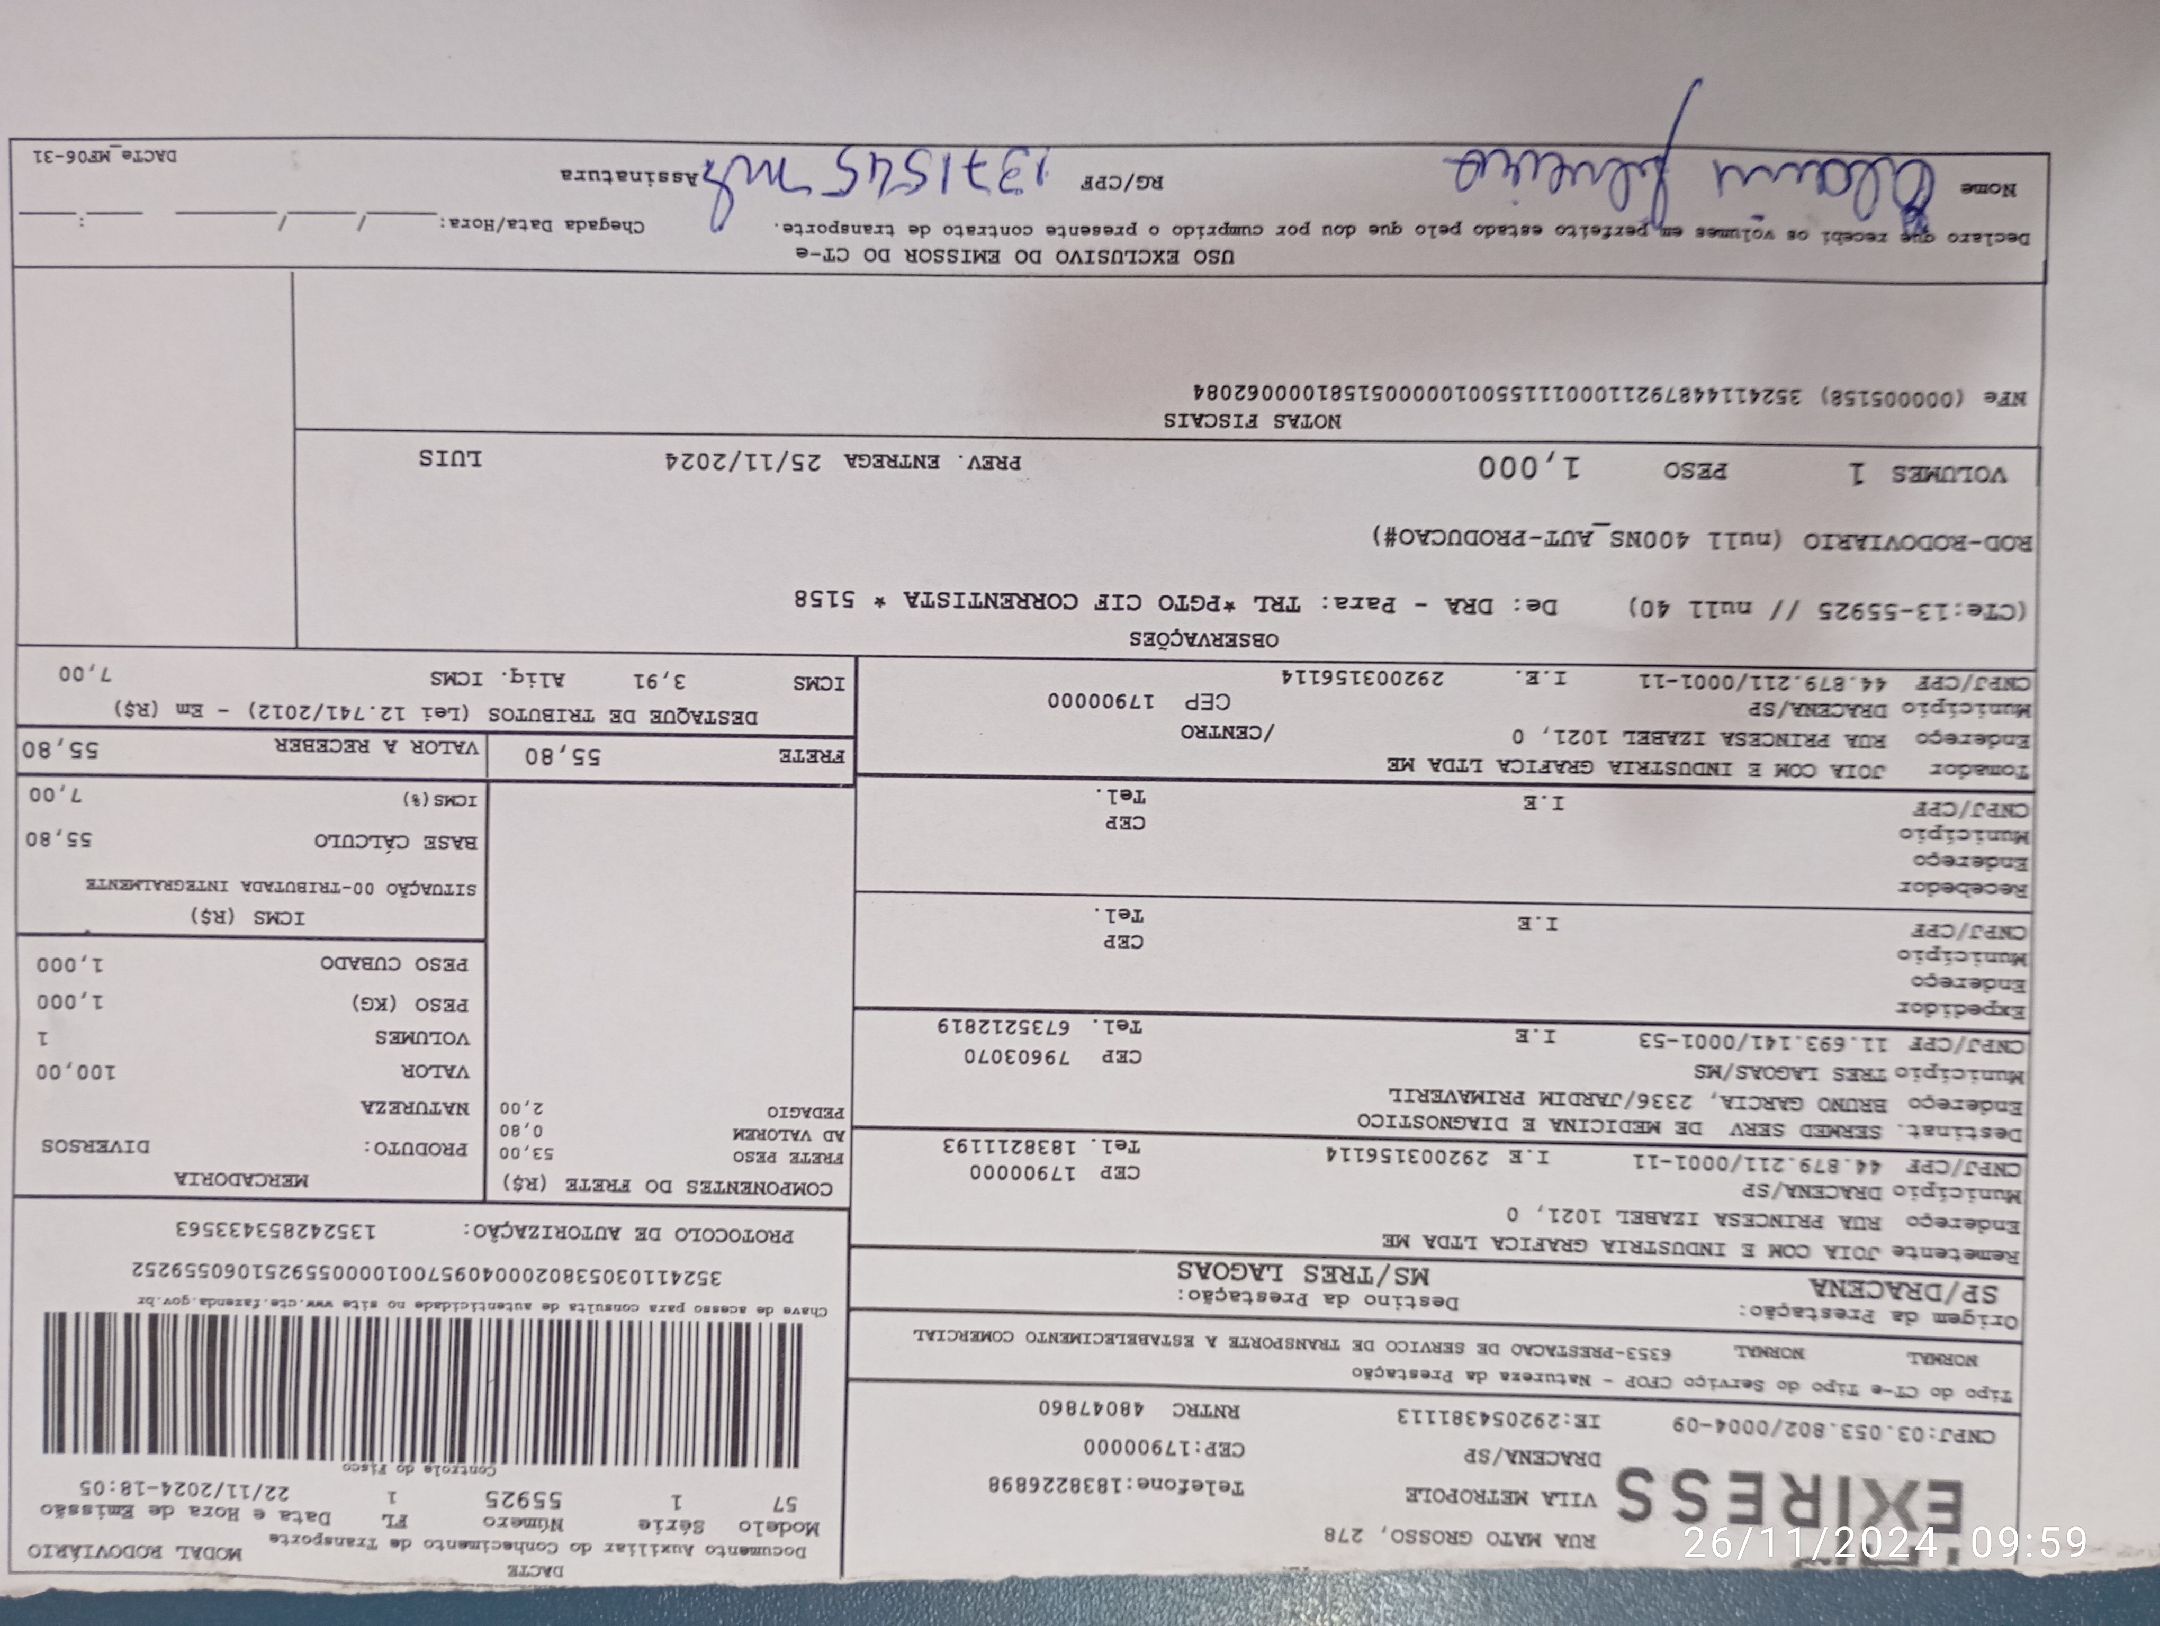 DACTE
Documento Auxiliar do Conhecimento de Transporte
MODAL RODOVIÁRIO
Modelo Série Número FL Data e Hora de Emissão
57 1 55925 1 22/11/2024-18:05
Controle do Fisco
Chave de acesso para consulta de autenticidade no site www.cte.fazenda.gov.br
35241103053802000409570010000559251060559252
PROTOCOLO DE AUTORIZAÇÃO: 135242853433563
EXIRESS
RUA MATO GROSSO, 278
VILA METROPOLE Telefone:1838226898
DRACENA/SP CEP:17900000
CNPJ:03.053.802/0004-09 IE:292054381113 RNTRC 48047860
Tipo do CT-e Tipo do Serviço CFOP - Natureza da Prestação
NORMAL NORMAL 6353-PRESTACAO DE SERVICO DE TRANSPORTE A ESTABELECIMENTO COMERCIAL
Origem da Prestação: Destino da Prestação:
SP/DRACENA MS/TRES LAGOAS
Remetente JOIA COM E INDUSTRIA GRAFICA LTDA ME
Endereço RUA PRINCESA IZABEL 1021, 0
Município DRACENA/SP CEP 17900000
CNPJ/CPF 44.879.211/0001-11 I.E 292003156114 Tel. 1838211193
Destinat. SERMED SERV DE MEDICINA E DIAGNOSTICO
Endereço BRUNO GARCIA, 2336/JARDIM PRIMAVERIL
Município TRES LAGOAS/MS CEP 79603070
CNPJ/CPF 11.693.141/0001-53 I.E Tel. 6735212819
Expedidor
Endereço
Município CEP
CNPJ/CPF I.E Tel.
Recebedor
Endereço
Município CEP
CNPJ/CPF I.E Tel.
Tomador JOIA COM E INDUSTRIA GRAFICA LTDA ME
Endereço RUA PRINCESA IZABEL 1021, 0 /CENTRO
Município DRACENA/SP CEP 17900000
CNPJ/CPF 44.879.211/0001-11 I.E. 292003156114
COMPONENTES DO FRETE (R$)
FRETE PESO 53,00
AD VALOREM 0,80
PEDAGIO 2,00
MERCADORIA
PRODUTO: DIVERSOS
NATUREZA
VALOR 100,00
VOLUMES 1
PESO (KG) 1,000
PESO CUBADO 1,000
ICMS (R$)
SITUAÇÃO 00-TRIBUTADA INTEGRALMENTE
BASE CÁLCULO 55,80
ICMS(%) 7,00
FRETE 55,80 VALOR A RECEBER 55,80
DESTAQUE DE TRIBUTOS (Lei 12.741/2012) - Em (R$)
ICMS 3,91 Aliq. ICMS 7,00
OBSERVAÇÕES
(CTe:13-55925 // null 40) De: DRA - Para: TRL *PGTO CIF CORRENTISTA * 5158
ROD-RODOVIARIO (null 400NS_AUT-PRODUCAO#)
VOLUMES 1 PESO 1,000 PREV. ENTREGA 25/11/2024 LUIS
NOTAS FISCAIS
NFe (000005158) 35241144879211000111550010000051581000062084
USO EXCLUSIVO DO EMISSOR DO CT-e
Declaro que recebi os volumes em perfeito estado pelo que dou por cumprido o presente contrato de transporte. Chegada Data/Hora: ____/____/____ __:__
Nome RG/CPF 1371545 Assinatura
DACTe_MF06-31
26/11/2024 09:59